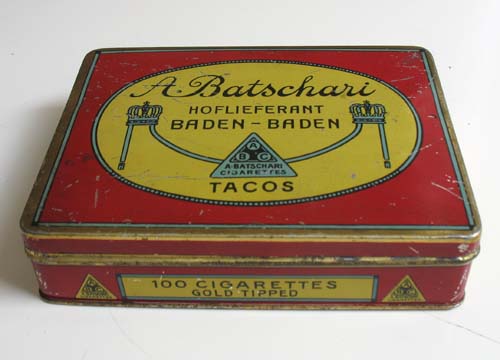 A. Batschari
HOFLIEFERANT
BADEN-BADEN
A
B C
A·BATSCHARI
CIGARETTES
TACOS
100 CIGARETTES
GOLD TIPPED